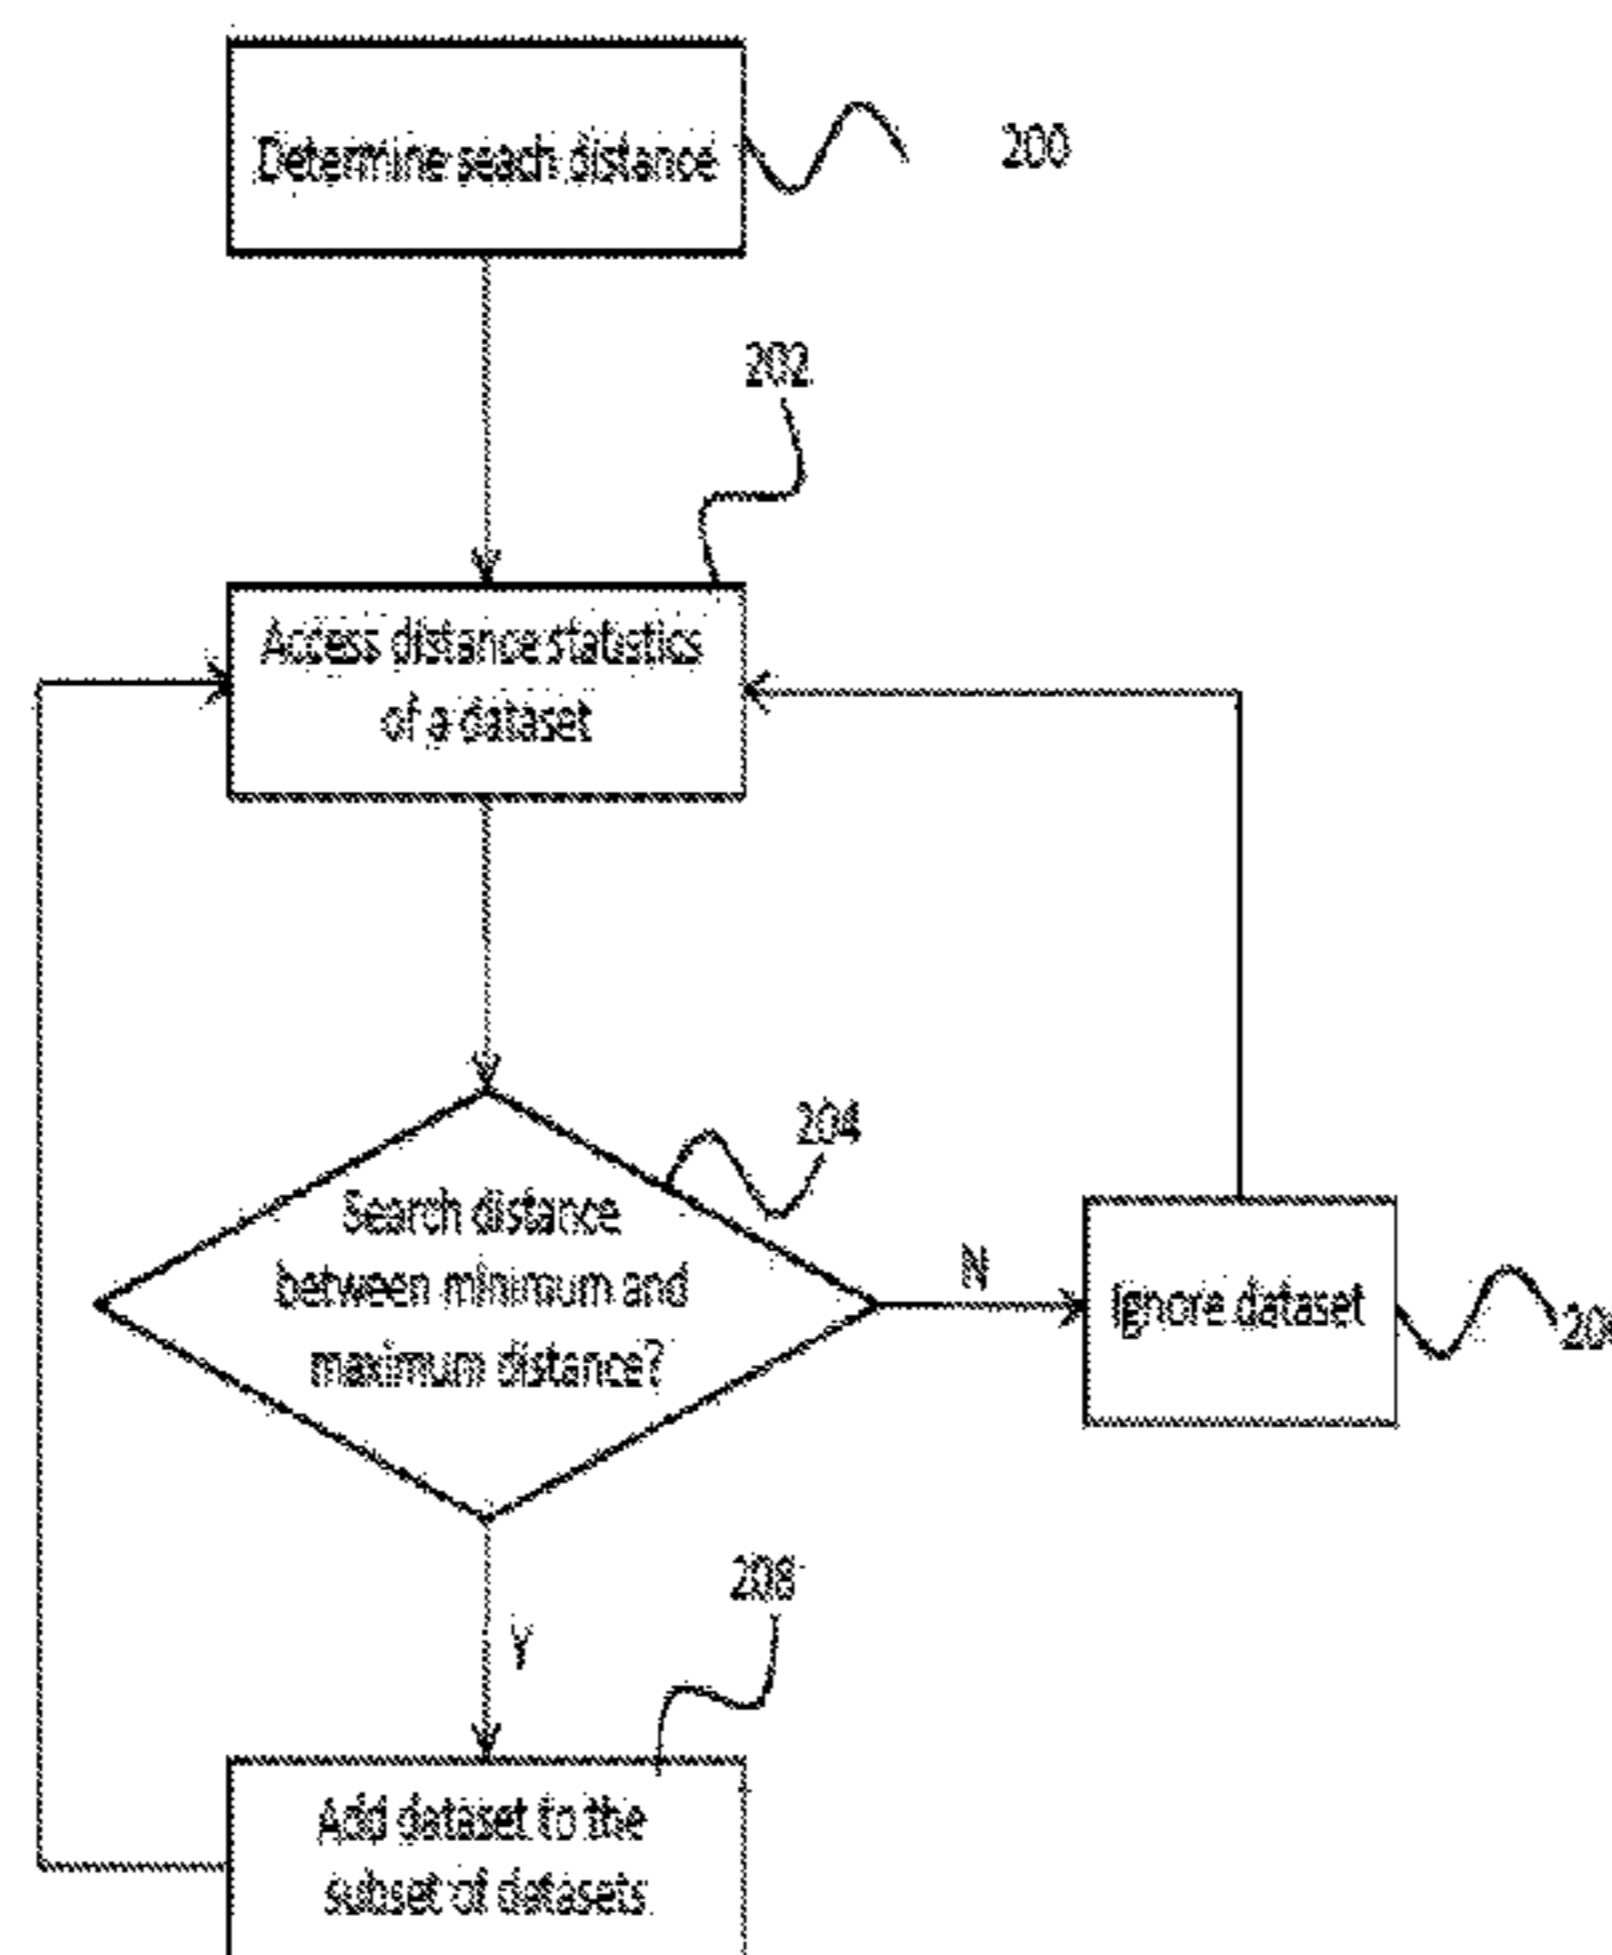 Determine seach distance
200
202
Access distance statistics
of a dataset
204
Search distance
between minimum and
maximum distance?
N
Ignore dataset
208
Y
Add dataset to the
subset of datasets